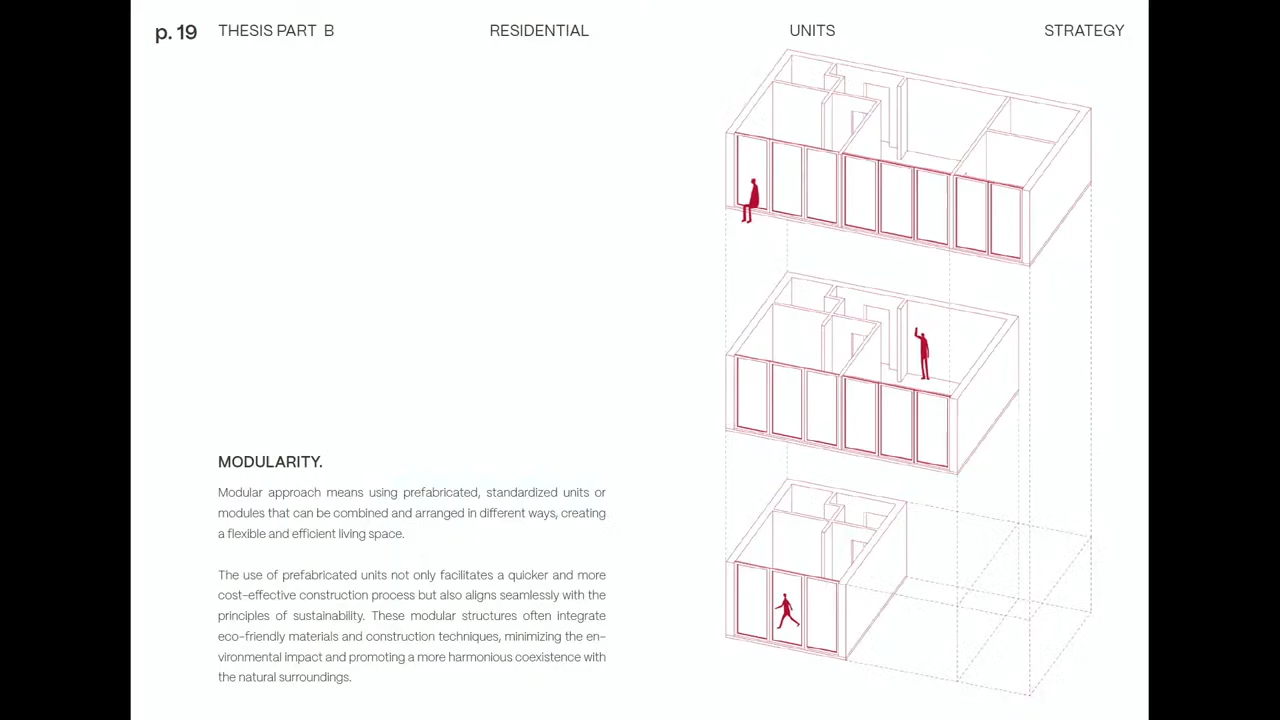 p. 19 THESIS PART B RESIDENTIAL UNITS STRATEGY
MODULARITY.
Modular approach means using prefabricated, standardized units or
modules that can be combined and arranged in different ways, creating
a flexible and efficient living space.
The use of prefabricated units not only facilitates a quicker and more
cost-effective construction process but also aligns seamlessly with the
principles of sustainability. These modular structures often integrate
eco-friendly materials and construction techniques, minimizing the en-
vironmental impact and promoting a more harmonious coexistence with
the natural surroundings.